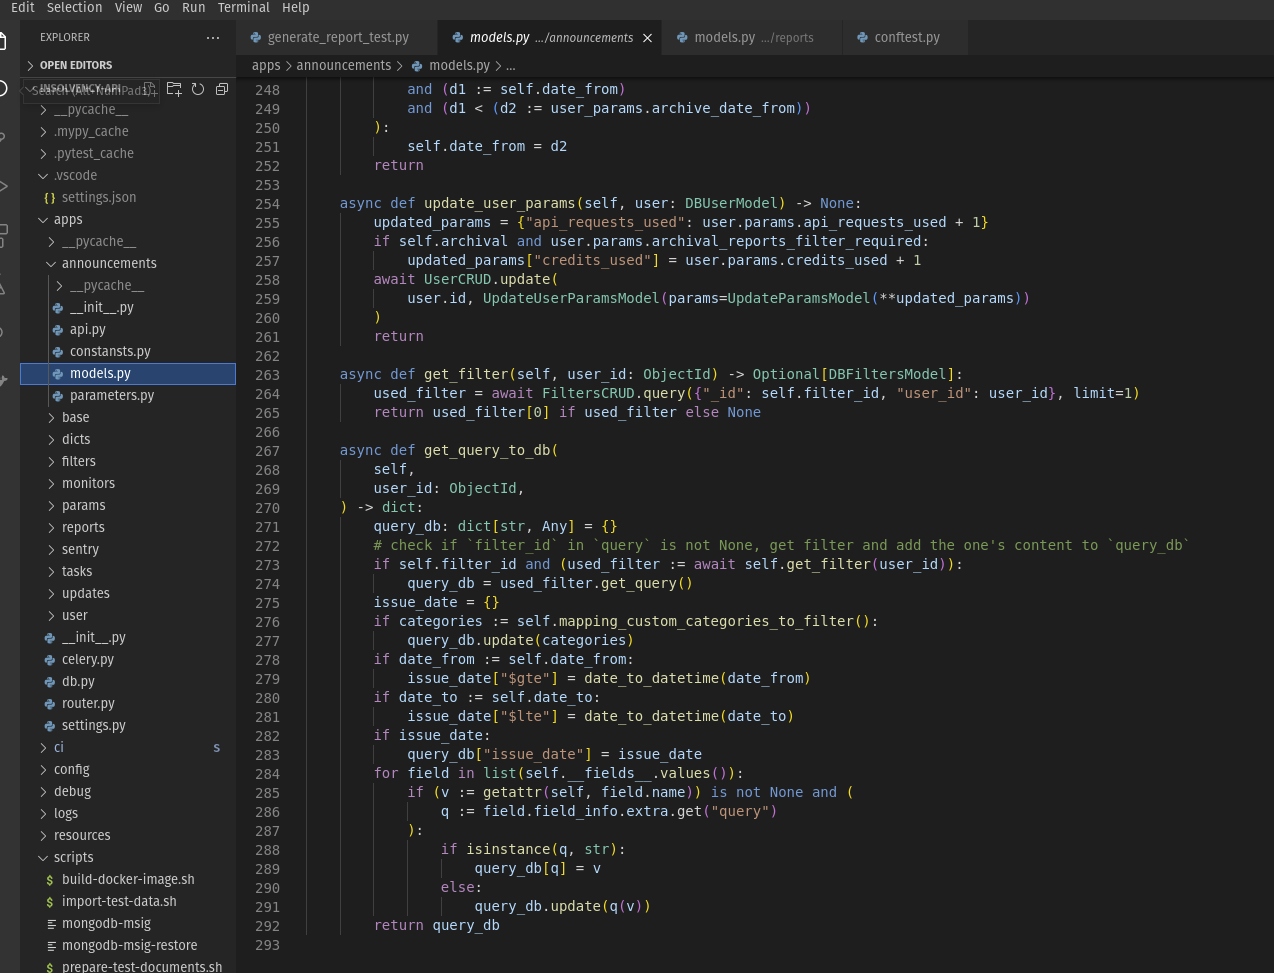 Edit Selection View Go Run Terminal Help
EXPLORER ···
generate_report_test.py
models.py .../announcements
models.py .../reports
conftest.py
OPEN EDITORS
INSOLVENCY-API
__pycache__
.mypy_cache
.pytest_cache
.vscode
{} settings.json
apps
__pycache__
announcements
__pycache__
__init__.py
api.py
constansts.py
models.py
parameters.py
base
dicts
filters
monitors
params
reports
sentry
tasks
updates
user
__init__.py
celery.py
db.py
router.py
settings.py
ci S
config
debug
logs
resources
scripts
$ build-docker-image.sh
$ import-test-data.sh
mongodb-msig
mongodb-msig-restore
$ prepare-test-documents.sh
apps > announcements > models.py > ...
248 and (d1 := self.date_from)
249 and (d1 < (d2 := user_params.archive_date_from))
250 ):
251 self.date_from = d2
252 return
253
254 async def update_user_params(self, user: DBUserModel) -> None:
255 updated_params = {"api_requests_used": user.params.api_requests_used + 1}
256 if self.archival and user.params.archival_reports_filter_required:
257 updated_params["credits_used"] = user.params.credits_used + 1
258 await UserCRUD.update(
259 user.id, UpdateUserParamsModel(params=UpdateParamsModel(**updated_params))
260 )
261 return
262
263 async def get_filter(self, user_id: ObjectId) -> Optional[DBFiltersModel]:
264 used_filter = await FiltersCRUD.query({"_id": self.filter_id, "user_id": user_id}, limit=1)
265 return used_filter[0] if used_filter else None
266
267 async def get_query_to_db(
268 self,
269 user_id: ObjectId,
270 ) -> dict:
271 query_db: dict[str, Any] = {}
272 # check if `filter_id` in `query` is not None, get filter and add the one's content to `query_db`
273 if self.filter_id and (used_filter := await self.get_filter(user_id)):
274 query_db = used_filter.get_query()
275 issue_date = {}
276 if categories := self.mapping_custom_categories_to_filter():
277 query_db.update(categories)
278 if date_from := self.date_from:
279 issue_date["$gte"] = date_to_datetime(date_from)
280 if date_to := self.date_to:
281 issue_date["$lte"] = date_to_datetime(date_to)
282 if issue_date:
283 query_db["issue_date"] = issue_date
284 for field in list(self.__fields__.values()):
285 if (v := getattr(self, field.name)) is not None and (
286 q := field.field_info.extra.get("query")
287 ):
288 if isinstance(q, str):
289 query_db[q] = v
290 else:
291 query_db.update(q(v))
292 return query_db
293